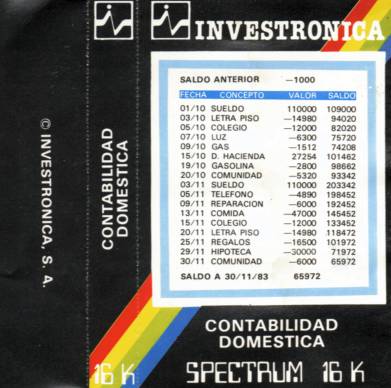 © INVESTRONICA, S. A.
CONTABILIDAD
DOMESTICA
16 K
INVESTRONICA
SALDO ANTERIOR —1000
FECHA CONCEPTO VALOR SALDO
01/10 SUELDO 110000 109000
03/10 LETRA PISO —14980 94020
05/10 COLEGIO —12000 82020
07/10 LUZ —6300 75720
09/10 GAS —1512 74208
15/10 D. HACIENDA 27254 101462
19/10 GASOLINA —2800 98662
20/10 COMUNIDAD —5320 93342
03/11 SUELDO 110000 203342
05/11 TELEFONO —4890 198452
09/11 REPARACION —6000 192452
13/11 COMIDA —47000 145452
15/11 COLEGIO —12000 133452
20/11 LETRA PISO —14980 118472
25/11 REGALOS —16500 101972
29/11 HIPOTECA —30000 71972
30/11 COMUNIDAD —6000 65972
SALDO A 30/11/83 65972
CONTABILIDAD
DOMESTICA
SPECTRUM 16 K